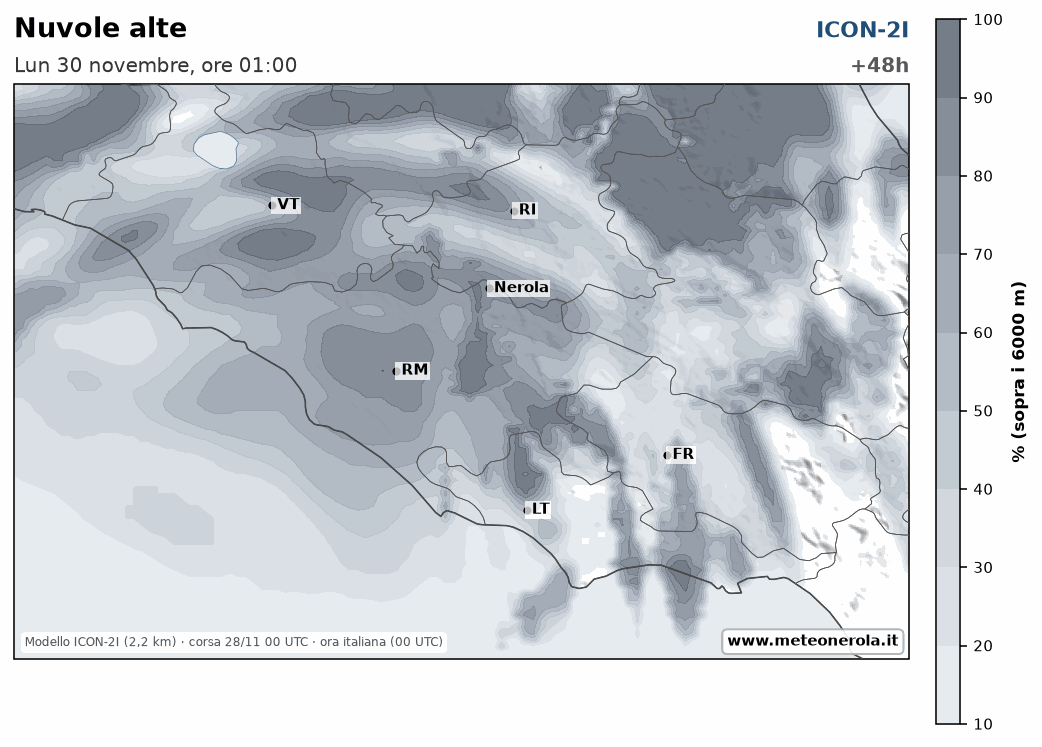 Nuvole alte
ICON-2I
Lun 30 novembre, ore 01:00
+48h
VT
RI
Nerola
RM
FR
LT
Modello ICON-2I (2,2 km) · corsa 28/11 00 UTC · ora italiana (00 UTC)
www.meteonerola.it
100
90
80
70
60
50
40
30
20
10
% (sopra i 6000 m)